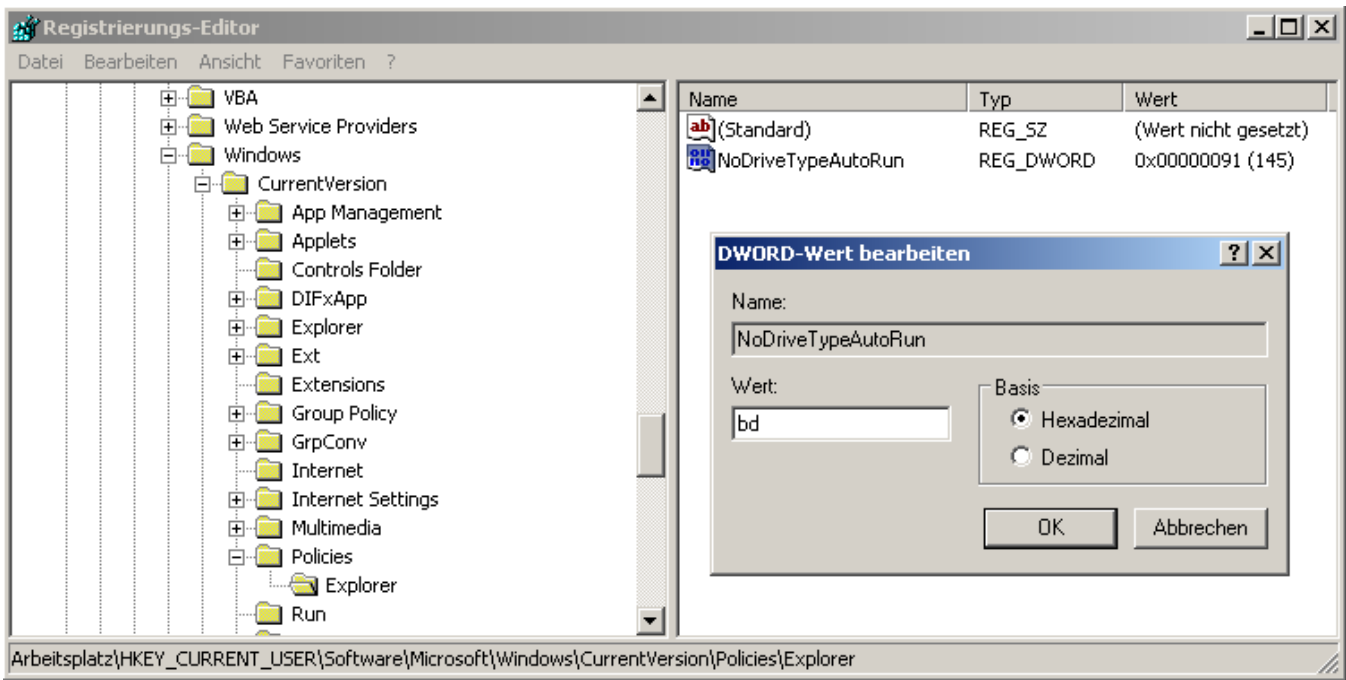 Registrierungs-Editor
Datei Bearbeiten Ansicht Favoriten ?
VBA
Web Service Providers
Windows
CurrentVersion
App Management
Applets
Controls Folder
DIFxApp
Explorer
Ext
Extensions
Group Policy
GrpConv
Internet
Internet Settings
Multimedia
Policies
Explorer
Run
Name Typ Wert
(Standard) REG_SZ (Wert nicht gesetzt)
NoDriveTypeAutoRun REG_DWORD 0x00000091 (145)
DWORD-Wert bearbeiten
Name:
NoDriveTypeAutoRun
Wert:
bd
Basis
Hexadezimal
Dezimal
OK Abbrechen
Arbeitsplatz\HKEY_CURRENT_USER\Software\Microsoft\Windows\CurrentVersion\Policies\Explorer